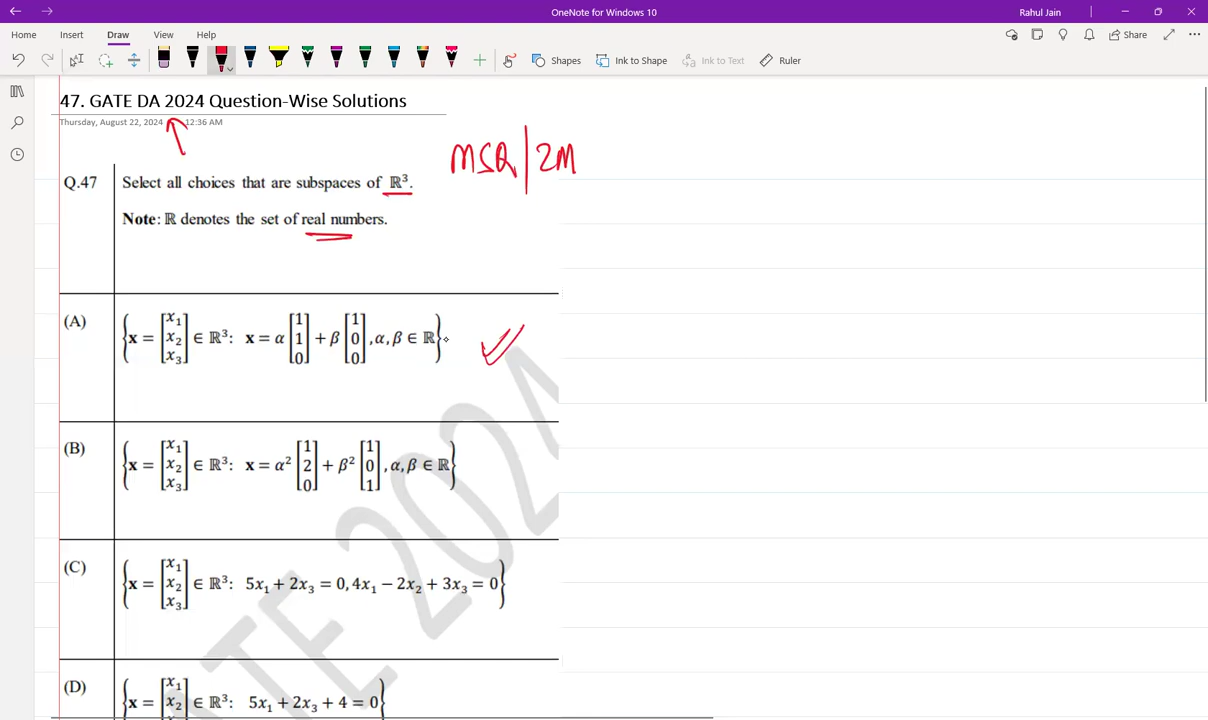 OneNote for Windows 10
Rahul Jain
Home Insert Draw View Help
Share
Shapes Ink to Shape Ink to Text Ruler
47. GATE DA 2024 Question-Wise Solutions
Thursday, August 22, 2024 12:36 AM
MSQ | 2M
Q.47 Select all choices that are subspaces of ℝ³.
Note: ℝ denotes the set of real numbers.
(A) {x = [x₁ x₂ x₃] ∈ ℝ³: x = α [1 1 0] + β [1 0 0], α, β ∈ ℝ}
(B) {x = [x₁ x₂ x₃] ∈ ℝ³: x = α² [1 2 0] + β² [1 0 1], α, β ∈ ℝ}
(C) {x = [x₁ x₂ x₃] ∈ ℝ³: 5x₁ + 2x₃ = 0, 4x₁ − 2x₂ + 3x₃ = 0}
(D) {x = [x₁ x₂ ∈ ℝ³: 5x₁ + 2x₃ + 4 = 0}
GATE 2024